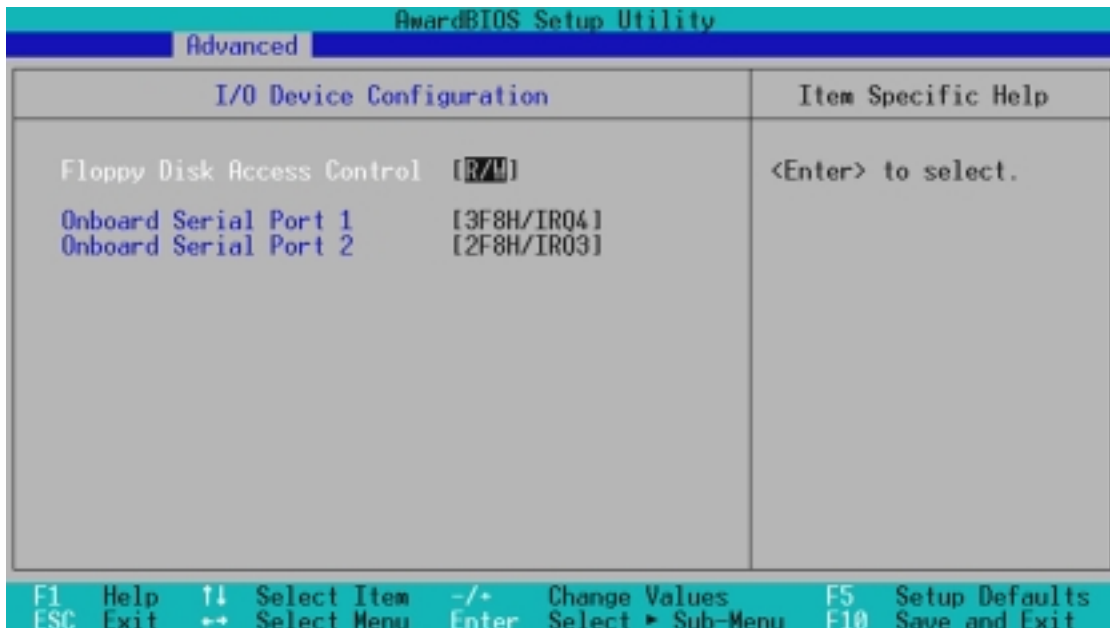 AwardBIOS Setup Utility
Advanced
I/O Device Configuration
Item Specific Help
Floppy Disk Access Control [R/W]
<Enter> to select.
Onboard Serial Port 1 [3F8H/IRQ4]
Onboard Serial Port 2 [2F8H/IRQ3]
F1 Help ↑↓ Select Item -/+ Change Values F5 Setup Defaults
ESC Exit ←→ Select Menu Enter Select ► Sub-Menu F10 Save and Exit